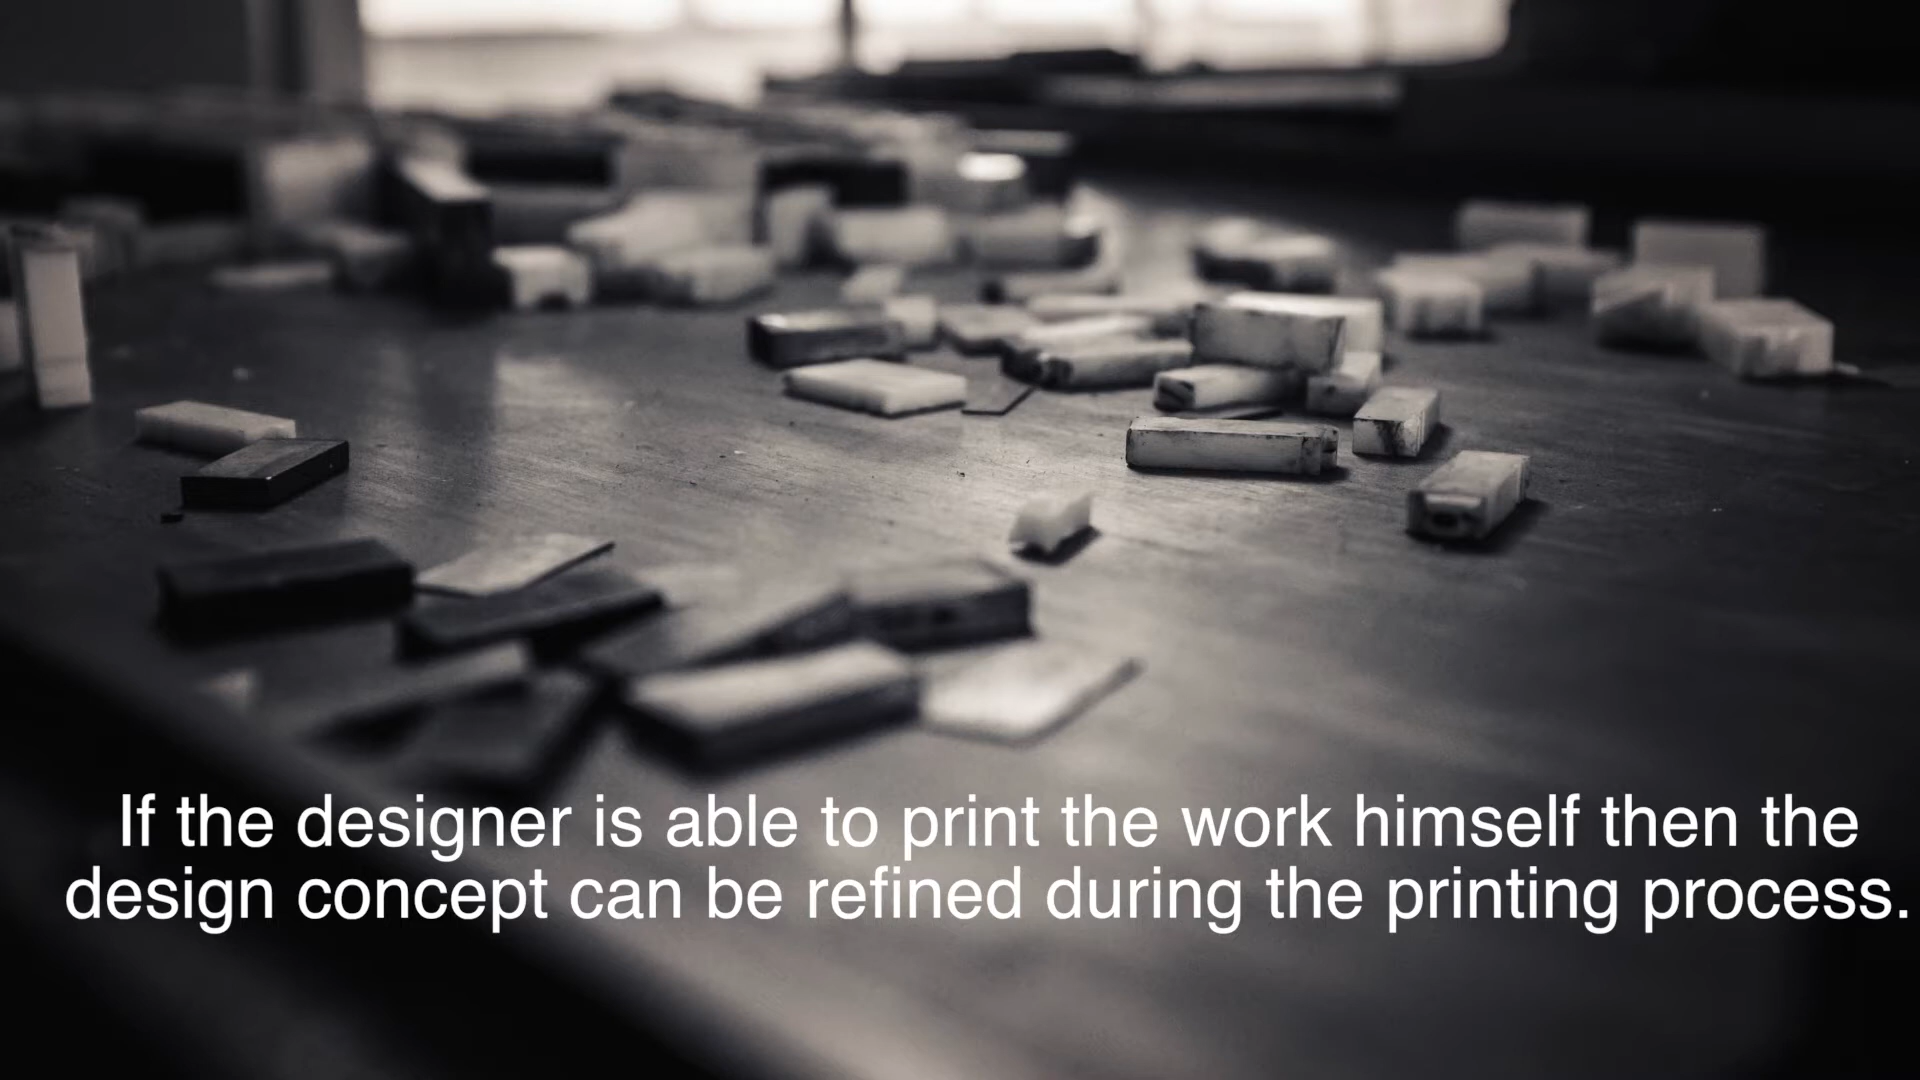 If the designer is able to print the work himself then the
design concept can be refined during the printing process.